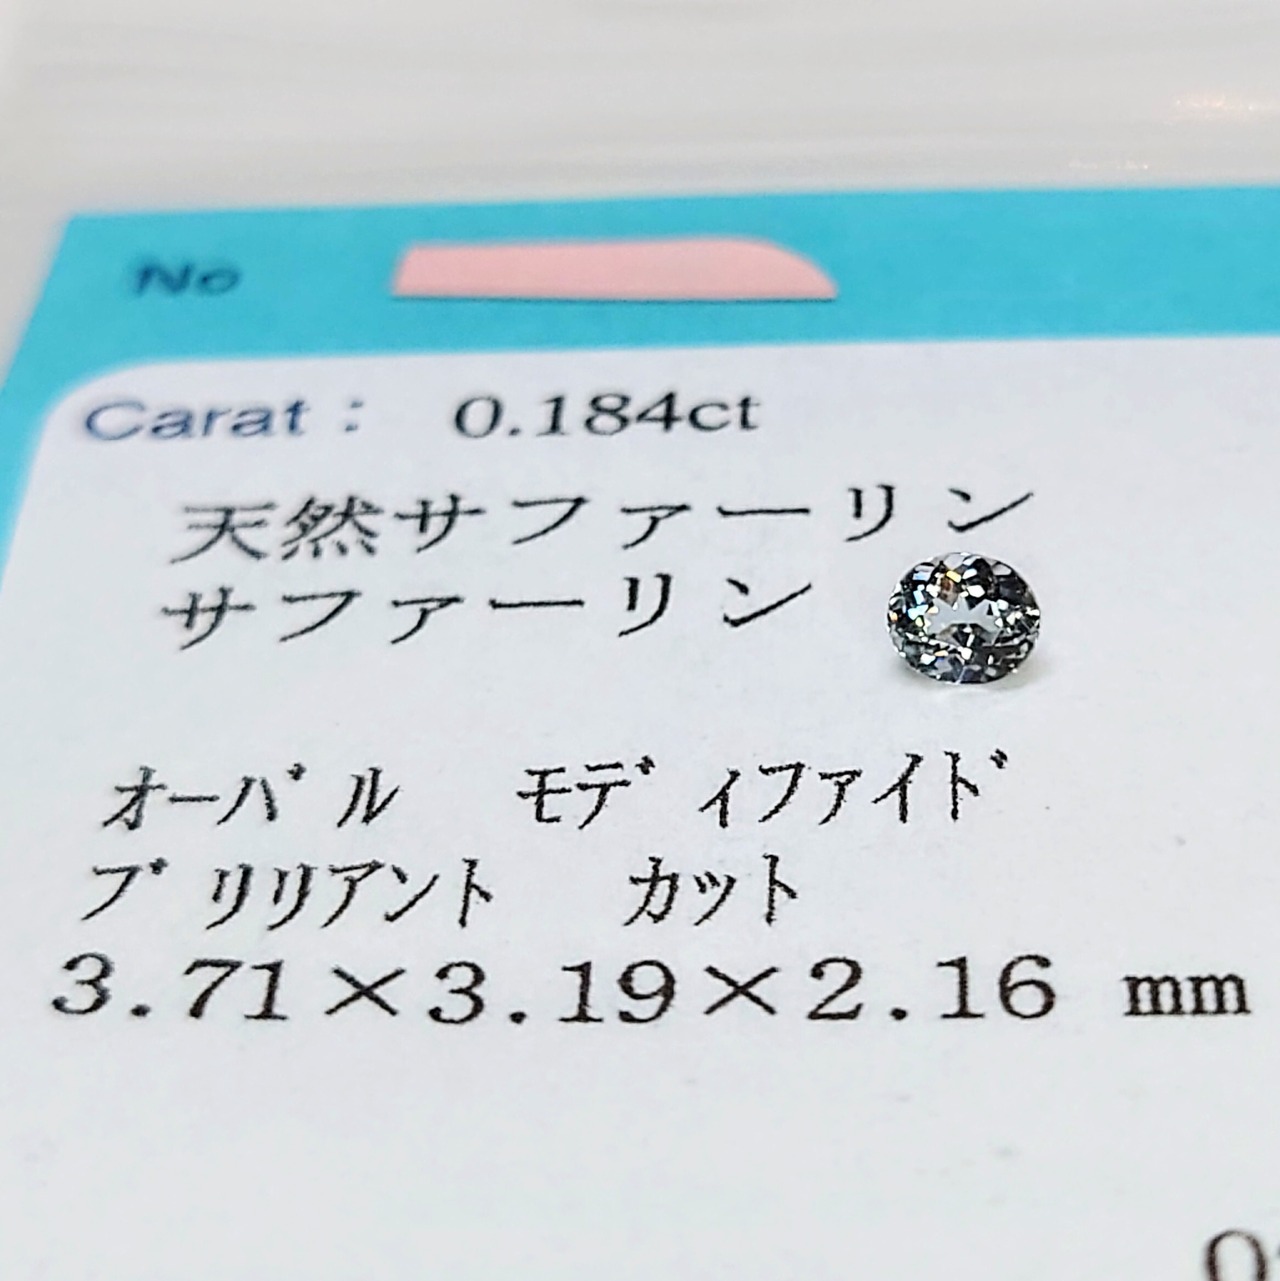 No
Carat： 0.184ct
天然サファーリン
サファーリン
オーバル モディファイド
ブリリアント カット
3.71×3.19×2.16 mm